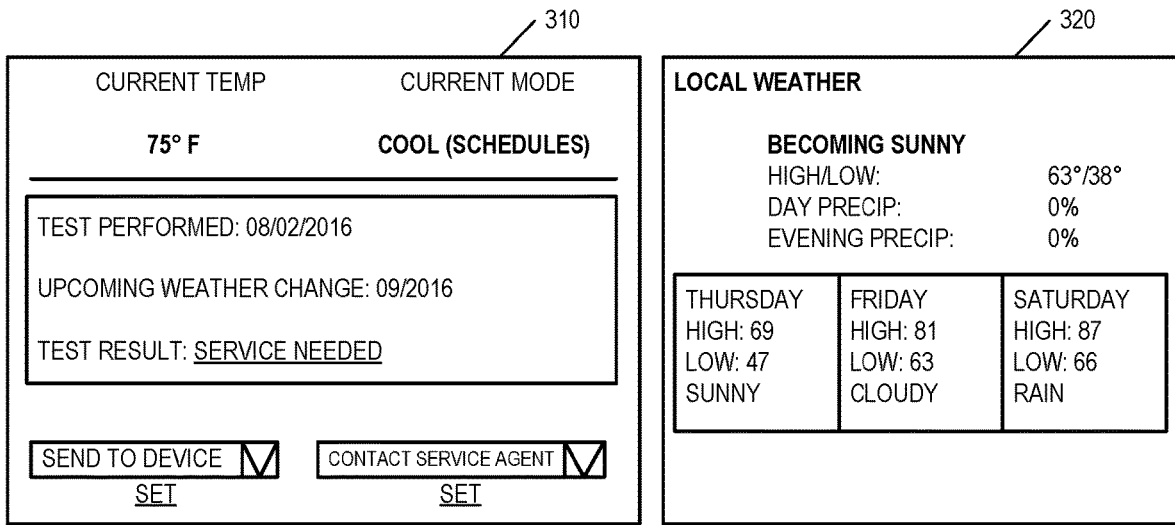 310
CURRENT TEMP CURRENT MODE
75° F COOL (SCHEDULES)
TEST PERFORMED: 08/02/2016
UPCOMING WEATHER CHANGE: 09/2016
TEST RESULT: SERVICE NEEDED
SEND TO DEVICE CONTACT SERVICE AGENT
SET SET
320
LOCAL WEATHER
BECOMING SUNNY
HIGH/LOW: 63°/38°
DAY PRECIP: 0%
EVENING PRECIP: 0%
THURSDAY
HIGH: 69
LOW: 47
SUNNY
FRIDAY
HIGH: 81
LOW: 63
CLOUDY
SATURDAY
HIGH: 87
LOW: 66
RAIN